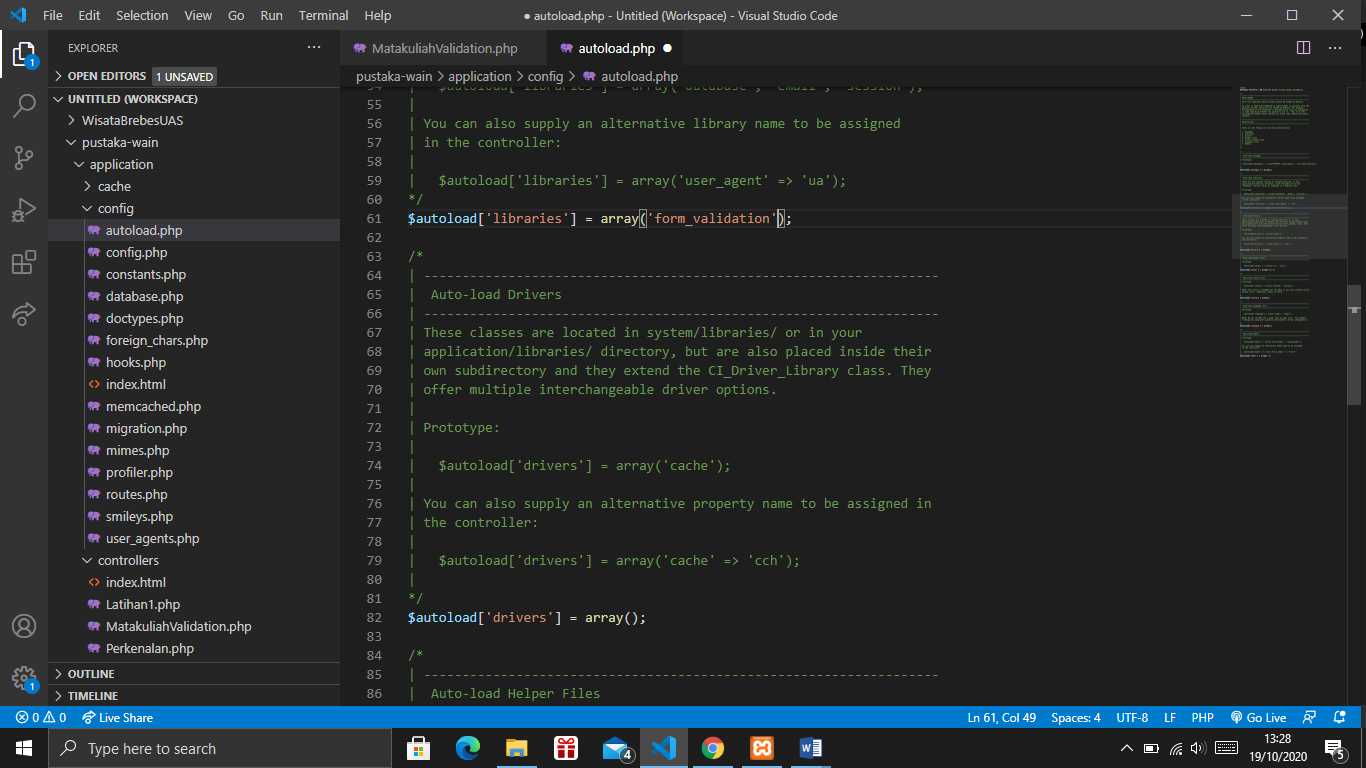 File Edit Selection View Go Run Terminal Help
● autoload.php - Untitled (Workspace) - Visual Studio Code
EXPLORER
OPEN EDITORS 1 UNSAVED
UNTITLED (WORKSPACE)
WisataBrebesUAS
pustaka-wain
application
cache
config
autoload.php
config.php
constants.php
database.php
doctypes.php
foreign_chars.php
hooks.php
index.html
memcached.php
migration.php
mimes.php
profiler.php
routes.php
smileys.php
user_agents.php
controllers
index.html
Latihan1.php
MatakuliahValidation.php
Perkenalan.php
OUTLINE
TIMELINE
1
1
MatakuliahValidation.php autoload.php ●
pustaka-wain > application > config > autoload.php
54 | $autoload['libraries'] = array('database', 'email', 'session');
55 |
56 | You can also supply an alternative library name to be assigned
57 | in the controller:
58 |
59 | $autoload['libraries'] = array('user_agent' => 'ua');
60 */
61 $autoload['libraries'] = array('form_validation');
62
63 /*
64 | -------------------------------------------------------------------
65 | Auto-load Drivers
66 | -------------------------------------------------------------------
67 | These classes are located in system/libraries/ or in your
68 | application/libraries/ directory, but are also placed inside their
69 | own subdirectory and they extend the CI_Driver_Library class. They
70 | offer multiple interchangeable driver options.
71 |
72 | Prototype:
73 |
74 | $autoload['drivers'] = array('cache');
75 |
76 | You can also supply an alternative property name to be assigned in
77 | the controller:
78 |
79 | $autoload['drivers'] = array('cache' => 'cch');
80 |
81 */
82 $autoload['drivers'] = array();
83
84 /*
85 | -------------------------------------------------------------------
86 | Auto-load Helper Files
0 0 Live Share
Ln 61, Col 49 Spaces: 4 UTF-8 LF PHP Go Live
Type here to search
4
13:28
19/10/2020
5